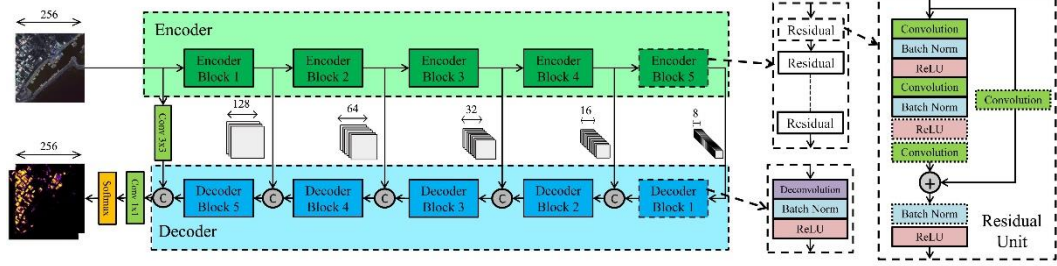 256
Encoder
Encoder
Block 1
Encoder
Block 2
Encoder
Block 3
Encoder
Block 4
Encoder
Block 5
Conv 3x3
128
64
32
16
8
256
Softmax
Conv 1x1
C
Decoder
Block 5
C
Decoder
Block 4
C
Decoder
Block 3
C
Decoder
Block 2
C
Decoder
Block 1
Decoder
Residual
Residual
Residual
Deconvolution
Batch Norm
ReLU
Convolution
Batch Norm
ReLU
Convolution
Batch Norm
ReLU
Convolution
Convolution
+
Batch Norm
ReLU
Residual
Unit